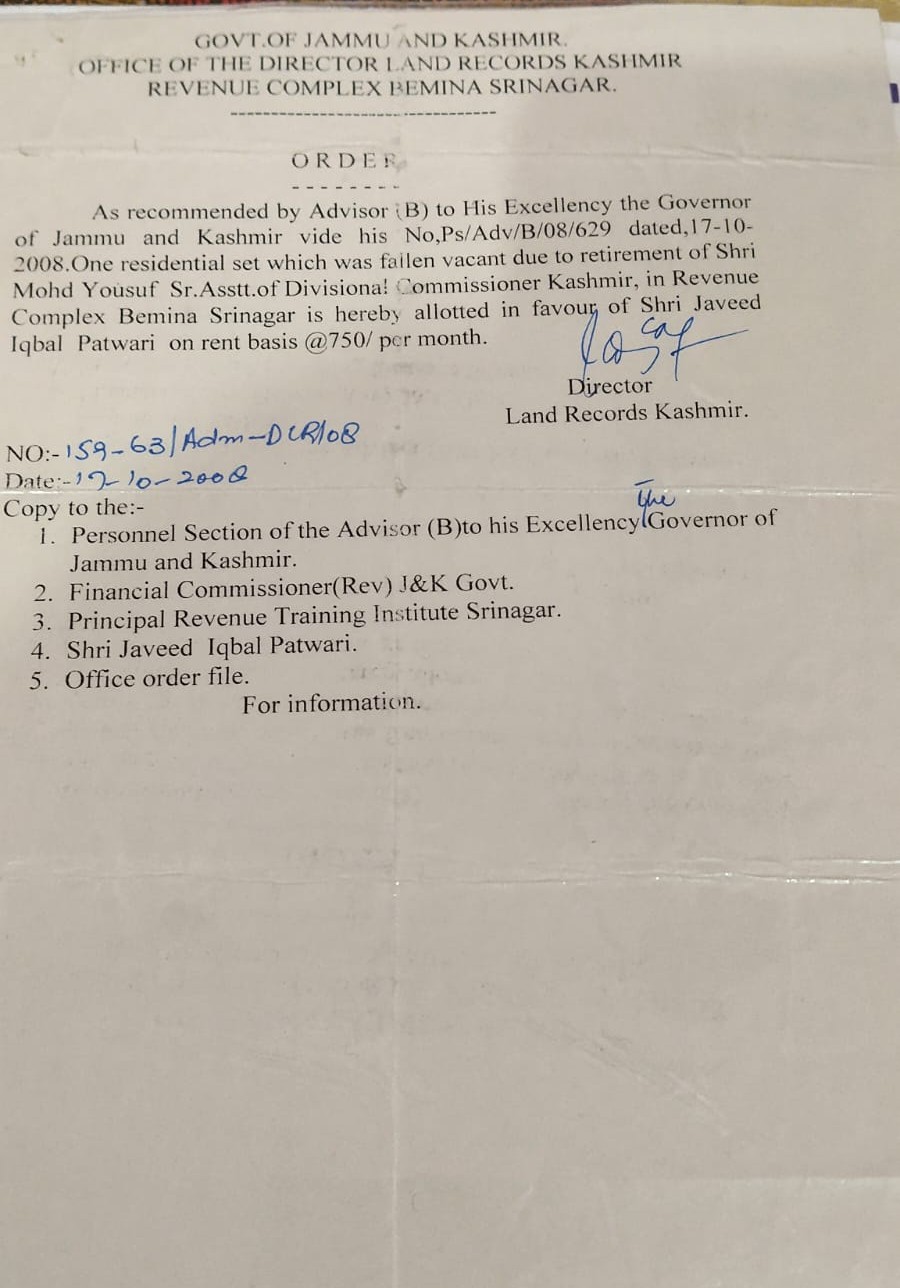 GOVT.OF JAMMU AND KASHMIR.
OFFICE OF THE DIRECTOR LAND RECORDS KASHMIR
REVENUE COMPLEX BEMINA SRINAGAR.
---------------------------------
ORDER
--------
As recommended by Advisor (B) to His Excellency the Governor
of Jammu and Kashmir vide his No,Ps/Adv/B/08/629 dated,17-10-
2008.One residential set which was fallen vacant due to retirement of Shri
Mohd Yousuf Sr.Asstt.of Divisional Commissioner Kashmir, in Revenue
Complex Bemina Srinagar is hereby allotted in favour of Shri Javeed
Iqbal Patwari on rent basis @750/ per month.
Director
Land Records Kashmir.
NO:- 159-63/Adm-DLR/08
Date:- 17-10-2008
Copy to the:-
1. Personnel Section of the Advisor (B)to his Excellency the Governor of
Jammu and Kashmir.
2. Financial Commissioner(Rev) J&K Govt.
3. Principal Revenue Training Institute Srinagar.
4. Shri Javeed Iqbal Patwari.
5. Office order file.
For information.